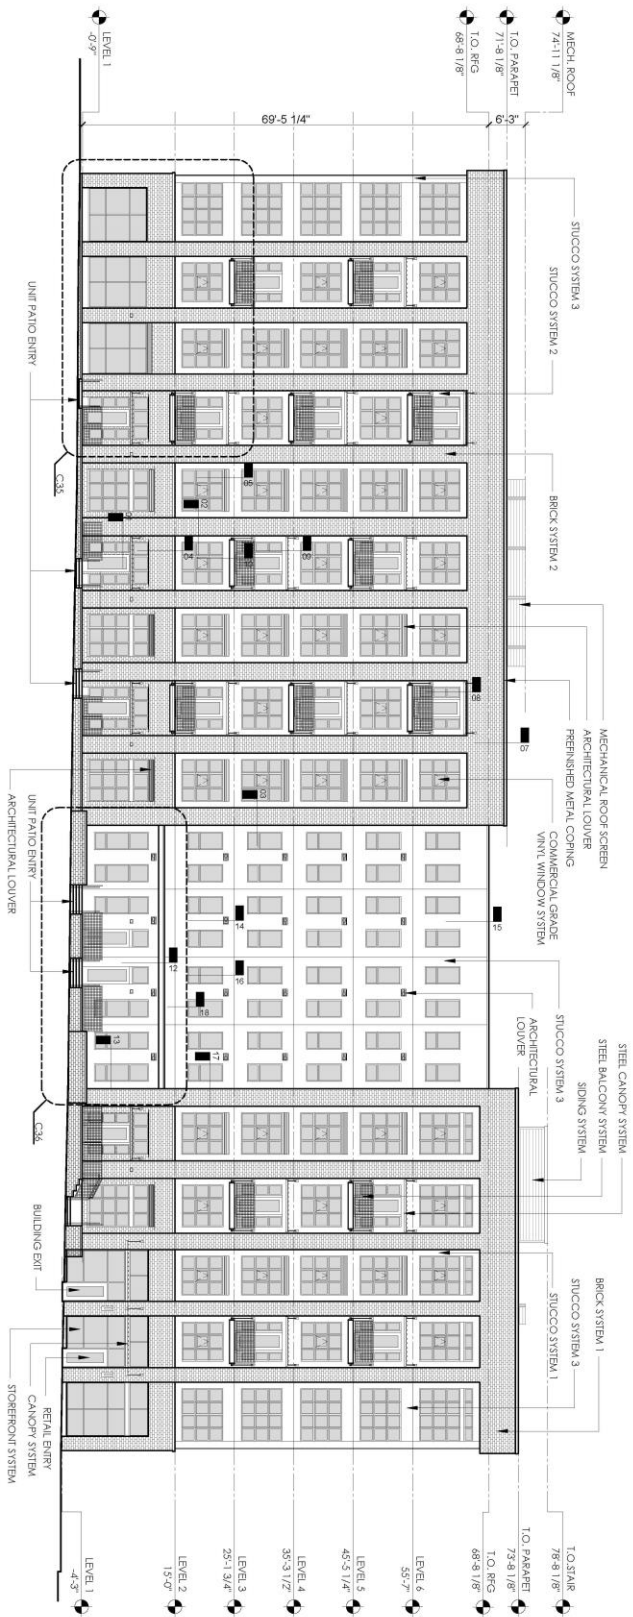 MECH. ROOF
74'-11 1/8"
T.O. PARAPET
71'-8 1/8"
T.O. RFG
68'-8 1/8"
LEVEL 1
-0'-9"
6'-3"
69'-5 1/4"
STUCCO SYSTEM 3
STUCCO SYSTEM 2
BRICK SYSTEM 2
MECHANICAL ROOF SCREEN
ARCHITECTURAL LOUVER
PREFINISHED METAL COPING
COMMERCIAL GRADE
VINYL WINDOW SYSTEM
STUCCO SYSTEM 3
ARCHITECTURAL
LOUVER
STEEL CANOPY SYSTEM
STEEL BALCONY SYSTEM
SIDING SYSTEM
BRICK SYSTEM 1
STUCCO SYSTEM 3
STUCCO SYSTEM 1
T.O.STAIR
78'-8 1/8"
T.O. PARAPET
73'-8 1/8"
T.O. RFG
68'-8 1/8"
LEVEL 6
55'-7"
LEVEL 5
45'-5 1/4"
LEVEL 4
35'-3 1/2"
LEVEL 3
25'-1 3/4"
LEVEL 2
15'-0"
LEVEL 1
-4'-3"
05
02
04
09
08
07
03
15
14
12
16
18
17
13
UNIT PATIO ENTRY
C35
ARCHITECTURAL LOUVER
UNIT PATIO ENTRY
C36
BUILDING EXIT
RETAIL ENTRY
CANOPY SYSTEM
STOREFRONT SYSTEM